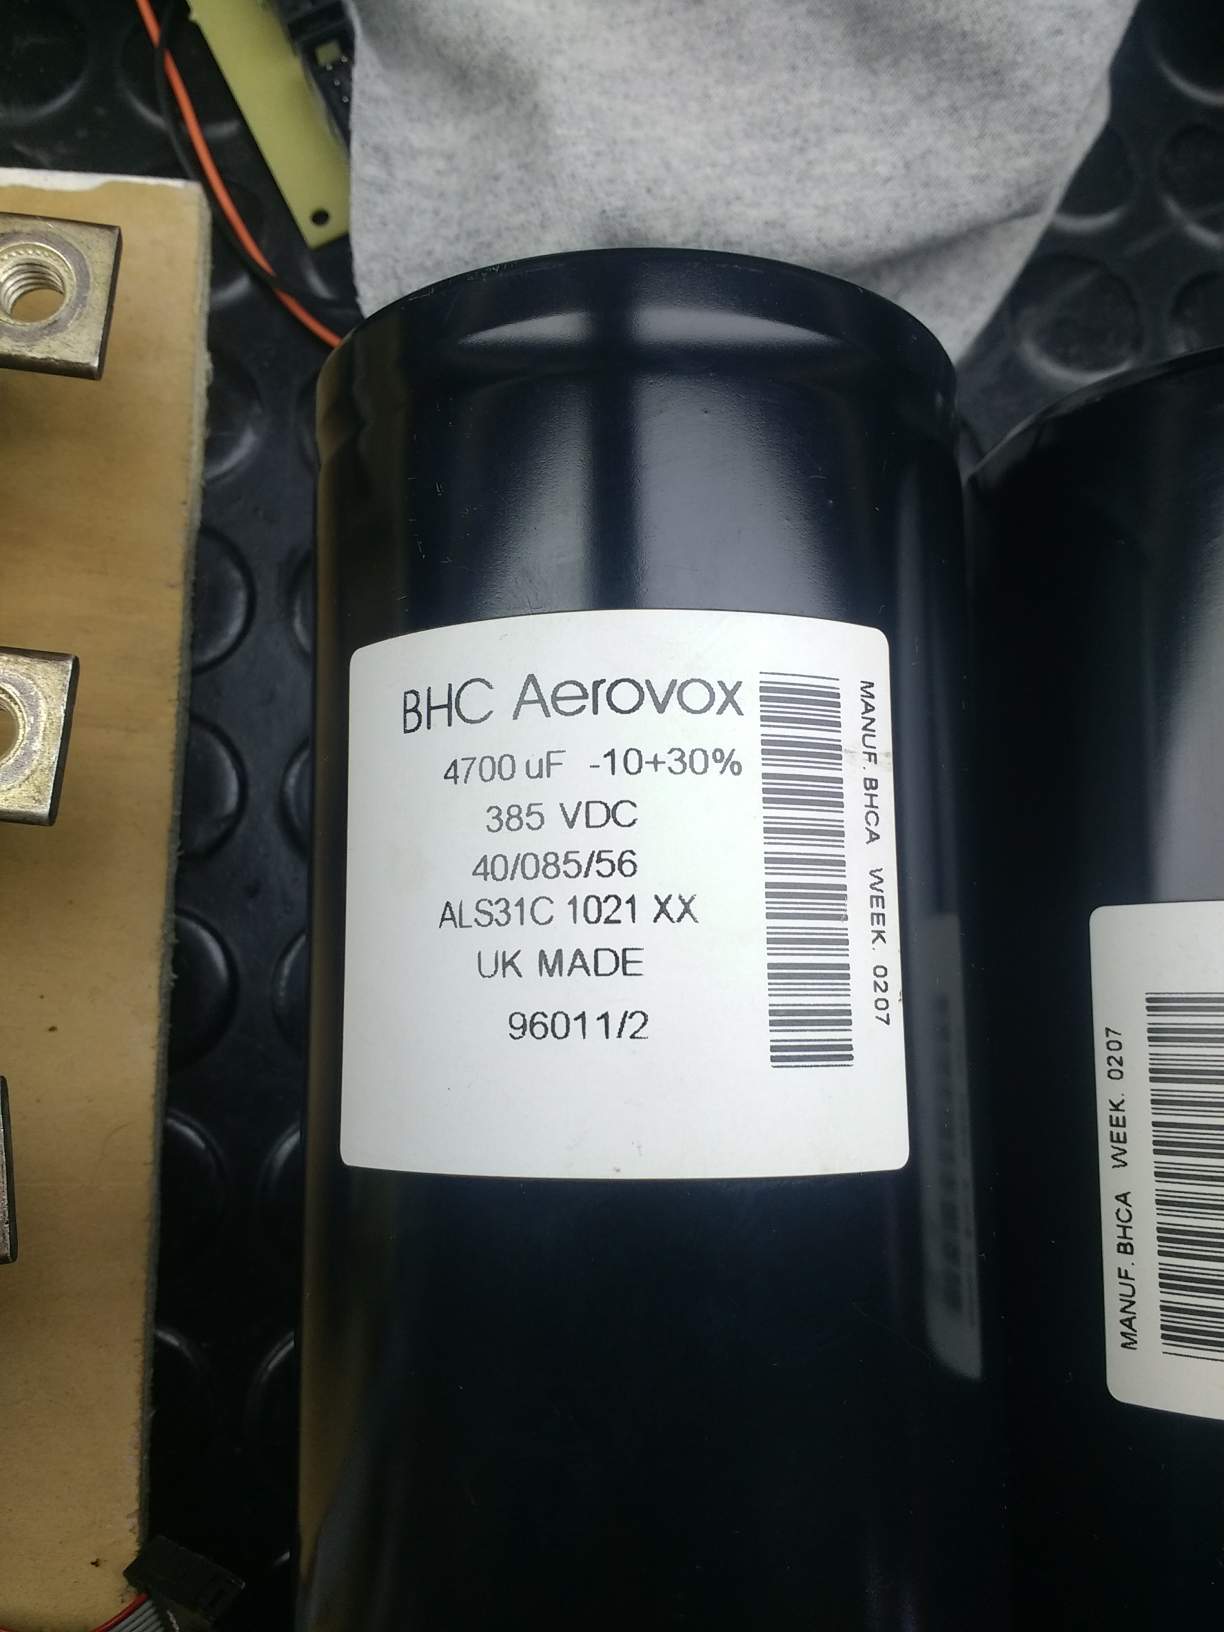 BHC Aerovox
4700 uF -10+30%
385 VDC
40/085/56
ALS31C 1021 XX
UK MADE
96011/2
MANUF. BHCA WEEK. 0207
MANUF. BHCA WEEK. 0207